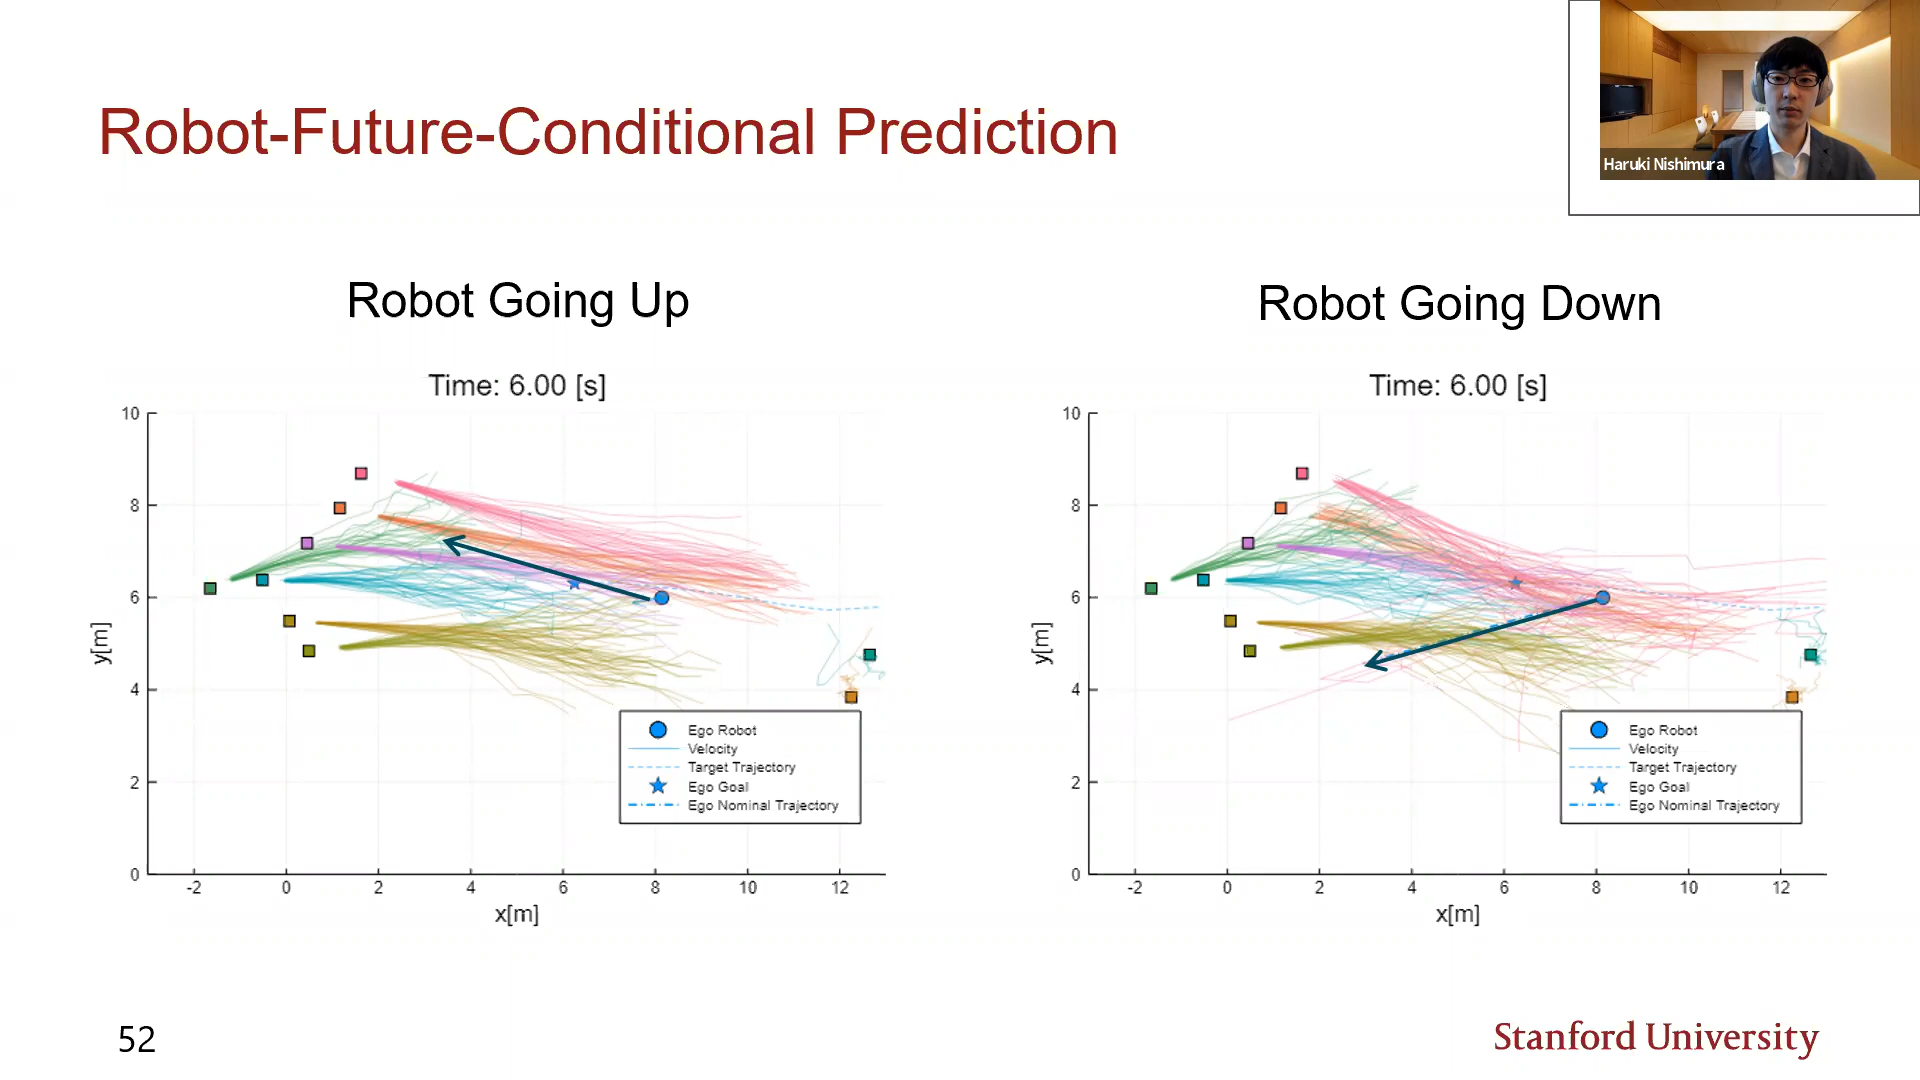 Robot-Future-Conditional Prediction
Haruki Nishimura
Robot Going Up
Time: 6.00 [s]
10
8
6
4
2
0
y[m]
-2 0 2 4 6 8 10 12
x[m]
Ego Robot
Velocity
Target Trajectory
Ego Goal
Ego Nominal Trajectory
Robot Going Down
Time: 6.00 [s]
10
8
6
4
2
0
y[m]
-2 0 2 4 6 8 10 12
x[m]
Ego Robot
Velocity
Target Trajectory
Ego Goal
Ego Nominal Trajectory
52
Stanford University